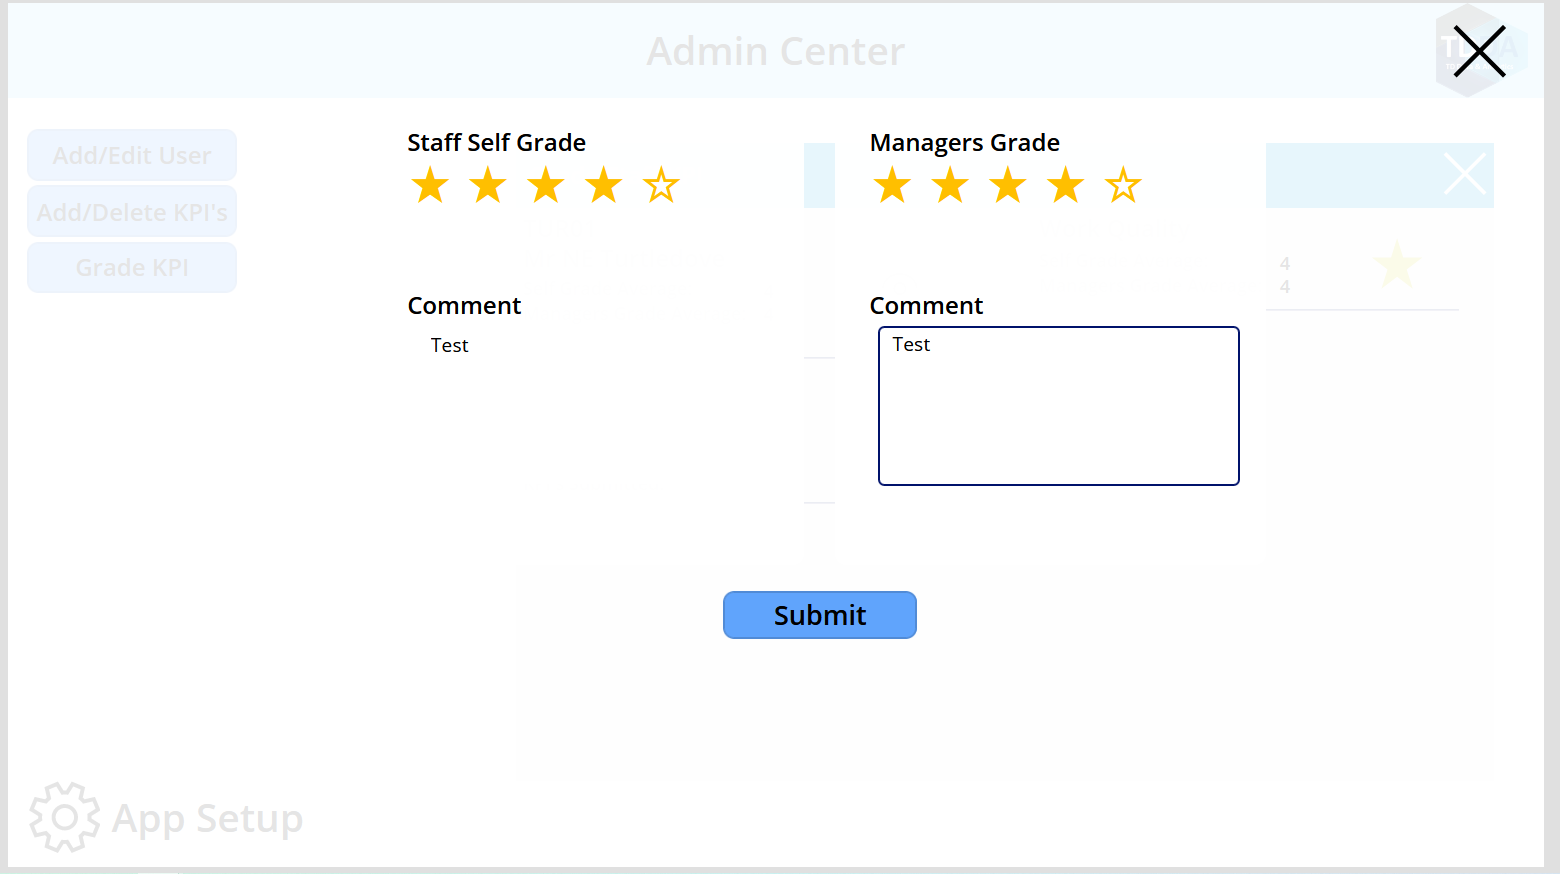 Admin Center
Add/Edit User
Add/Delete KPI's
Grade KPI
Staff Self Grade
Comment
Test
Managers Grade
Comment
Test
4
4
Submit
App Setup